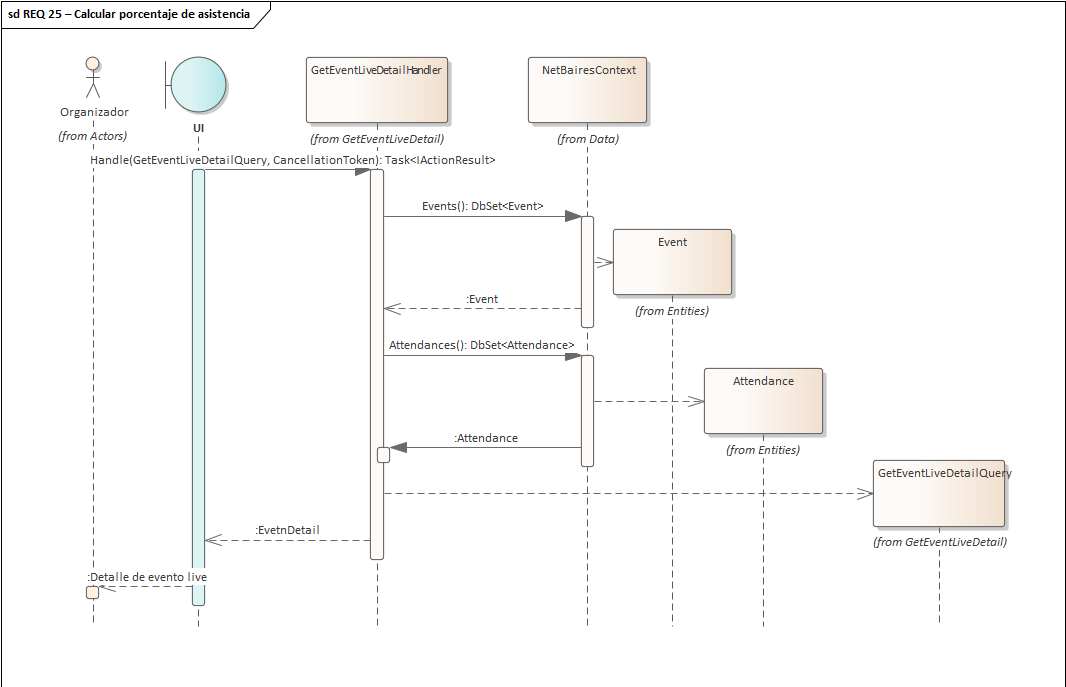 sd REQ 25 – Calcular porcentaje de asistencia
GetEventLiveDetailHandler
NetBairesContext
Organizador
(from Actors)
UI
(from GetEventLiveDetail)
(from Data)
Handle(GetEventLiveDetailQuery, CancellationToken): Task<IActionResult>
Events(): DbSet<Event>
Event
:Event
(from Entities)
Attendances(): DbSet<Attendance>
Attendance
:Attendance
(from Entities)
GetEventLiveDetailQuery
:EvetnDetail
(from GetEventLiveDetail)
:Detalle de evento live